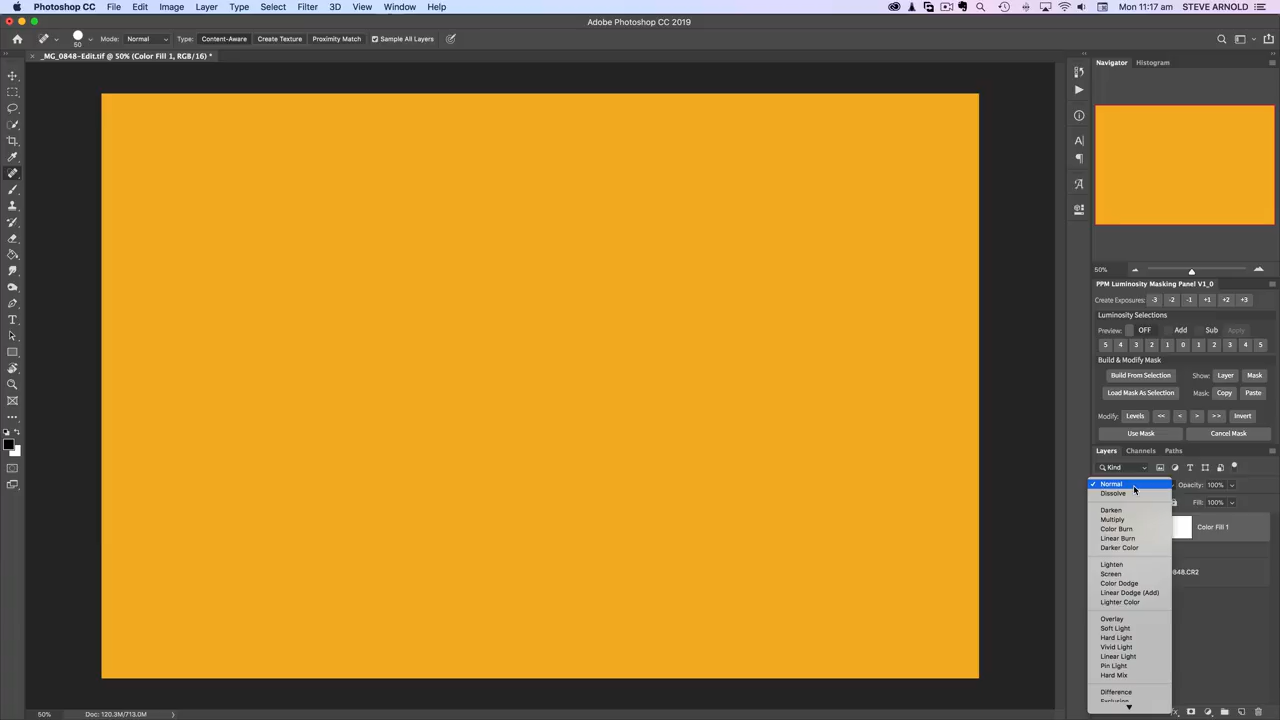 Photoshop CC File Edit Image Layer Type Select Filter 3D View Window Help Mon 11:17 am STEVE ARNOLD
Adobe Photoshop CC 2019
50 Mode: Normal Type: Content-Aware Create Texture Proximity Match Sample All Layers
_MG_0848-Edit.tif @ 50% (Color Fill 1, RGB/16) *
Navigator Histogram
50%
PPM Luminosity Masking Panel V1_0
Create Exposures: -3 -2 -1 +1 +2 +3
Luminosity Selections
Preview: OFF Add Sub Apply
5 4 3 2 1 0 1 2 3 4 5
Build & Modify Mask
Build From Selection Show: Layer Mask
Load Mask As Selection Mask: Copy Paste
Modify: Levels << < > >> Invert
Use Mask Cancel Mask
Layers Channels Paths
Kind
Normal Opacity: 100%
Dissolve
Fill: 100%
Darken
Multiply
Color Burn
Color Fill 1
Linear Burn
Darker Color
Lighten
Screen
848.CR2
Color Dodge
Linear Dodge (Add)
Lighter Color
Overlay
Soft Light
Hard Light
Vivid Light
Linear Light
Pin Light
Hard Mix
Difference
Exclusion
50% Doc: 120.3M/713.0M